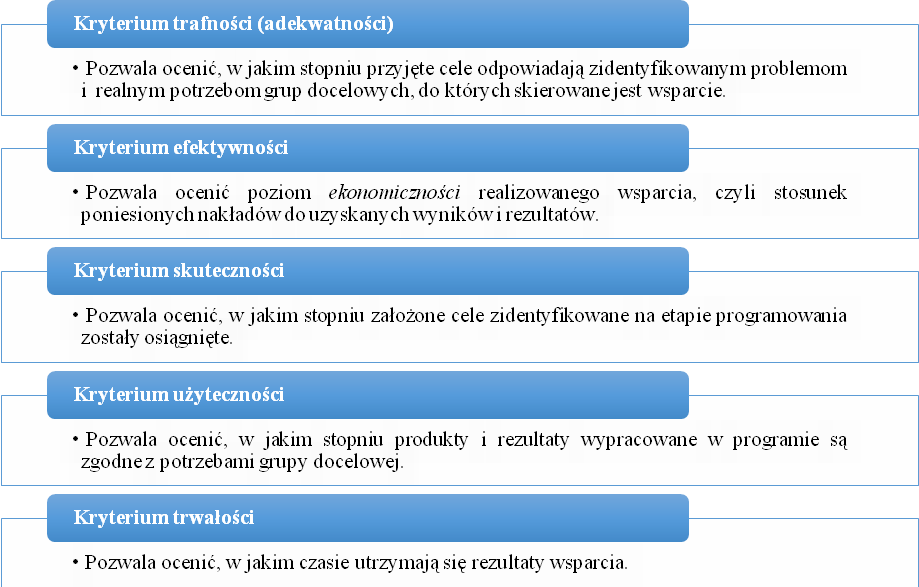 Kryterium trafności (adekwatności)
• Pozwala ocenić, w jakim stopniu przyjęte cele odpowiadają zidentyfikowanym problemom
i realnym potrzebom grup docelowych, do których skierowane jest wsparcie.
Kryterium efektywności
• Pozwala ocenić poziom ekonomiczności realizowanego wsparcia, czyli stosunek
poniesionych nakładów do uzyskanych wyników i rezultatów.
Kryterium skuteczności
• Pozwala ocenić, w jakim stopniu założone cele zidentyfikowane na etapie programowania
zostały osiągnięte.
Kryterium użyteczności
• Pozwala ocenić, w jakim stopniu produkty i rezultaty wypracowane w programie są
zgodne z potrzebami grupy docelowej.
Kryterium trwałości
• Pozwala ocenić, w jakim czasie utrzymają się rezultaty wsparcia.